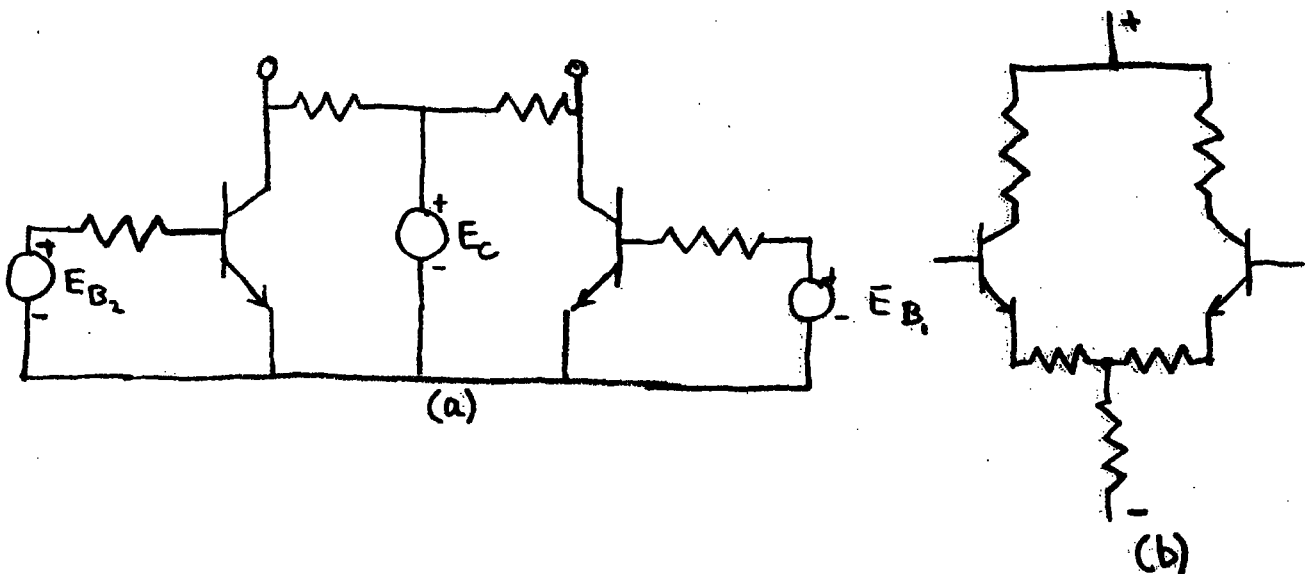 +
+
E_B2
-
+
E_C
-
+
-
E_B1
(a)
-
(b)